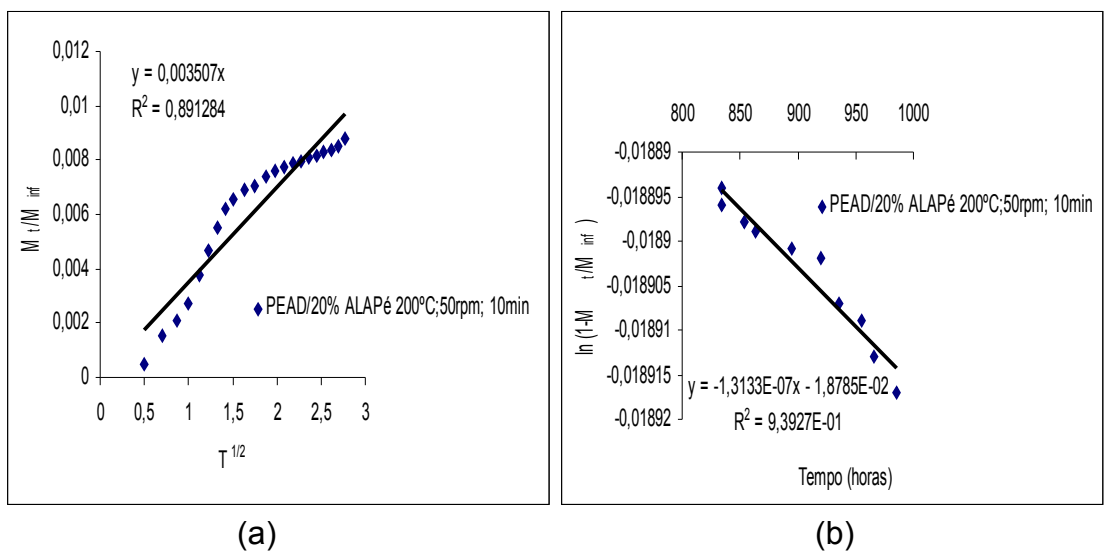 0,012
0,01
0,008
0,006
0,004
0,002
0
M t/M inf
y = 0,003507x
R² = 0,891284
PEAD/20% ALAPé 200ºC;50rpm; 10min
0 0,5 1 1,5 2 2,5 3
T 1/2
(a)
800 850 900 950 1000
-0,01889
-0,018895
-0,0189
-0,018905
-0,01891
-0,018915
-0,01892
ln (1-M t/M inf )
PEAD/20% ALAPé 200ºC;50rpm; 10min
y = -1,3133E-07x - 1,8785E-02
R² = 9,3927E-01
Tempo (horas)
(b)